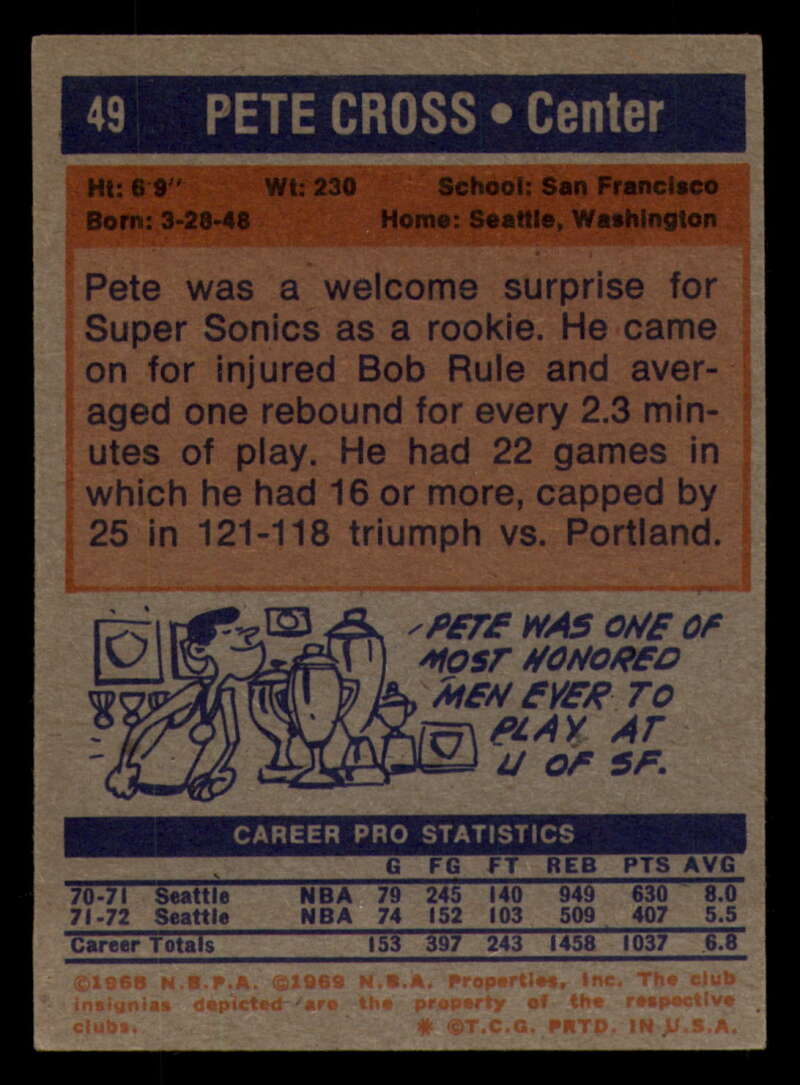 49 PETE CROSS • Center
Ht: 6'9" Wt: 230 School: San Francisco
Born: 3-28-48 Home: Seattle, Washington
Pete was a welcome surprise for
Super Sonics as a rookie. He came
on for injured Bob Rule and aver-
aged one rebound for every 2.3 min-
utes of play. He had 22 games in
which he had 16 or more, capped by
25 in 121-118 triumph vs. Portland.
PETE WAS ONE OF
MOST HONORED
MEN EVER TO
PLAY AT
U OF SF.
CAREER PRO STATISTICS
G FG FT REB PTS AVG
70-71 Seattle NBA 79 245 140 949 630 8.0
71-72 Seattle NBA 74 152 103 509 407 5.5
Career Totals 153 397 243 1458 1037 6.8
©1968 N.B.P.A. ©1969 N.B.A. Properties, Inc. The club
insignias depicted are the property of the respective
clubs. * ©T.C.G. PRTD. IN U.S.A.